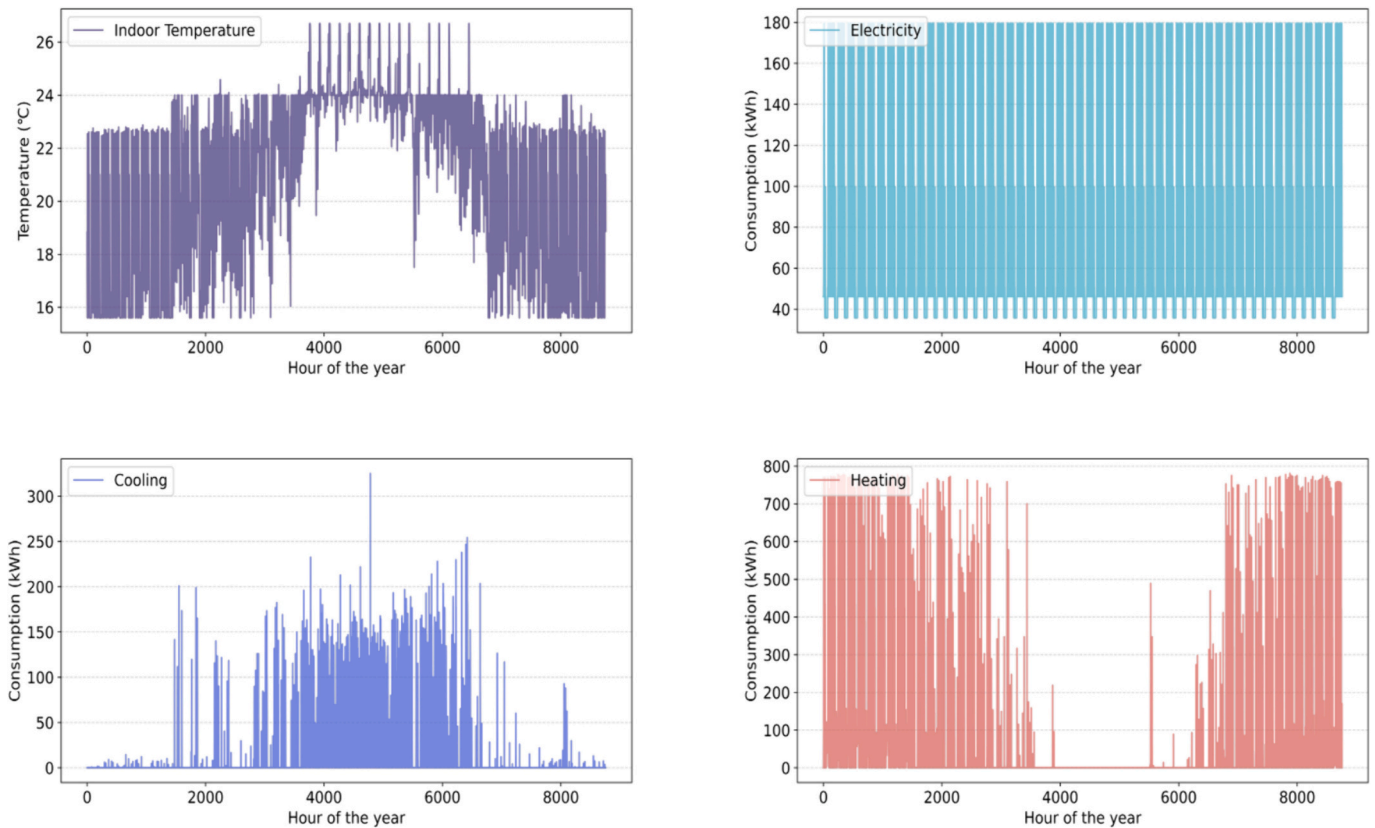 Indoor Temperature
Temperature (°C)
26
24
22
20
18
16
0 2000 4000 6000 8000
Hour of the year
Electricity
Consumption (kWh)
180
160
140
120
100
80
60
40
0 2000 4000 6000 8000
Hour of the year
Cooling
Consumption (kWh)
300
250
200
150
100
50
0
0 2000 4000 6000 8000
Hour of the year
Heating
Consumption (kWh)
800
700
600
500
400
300
200
100
0
0 2000 4000 6000 8000
Hour of the year